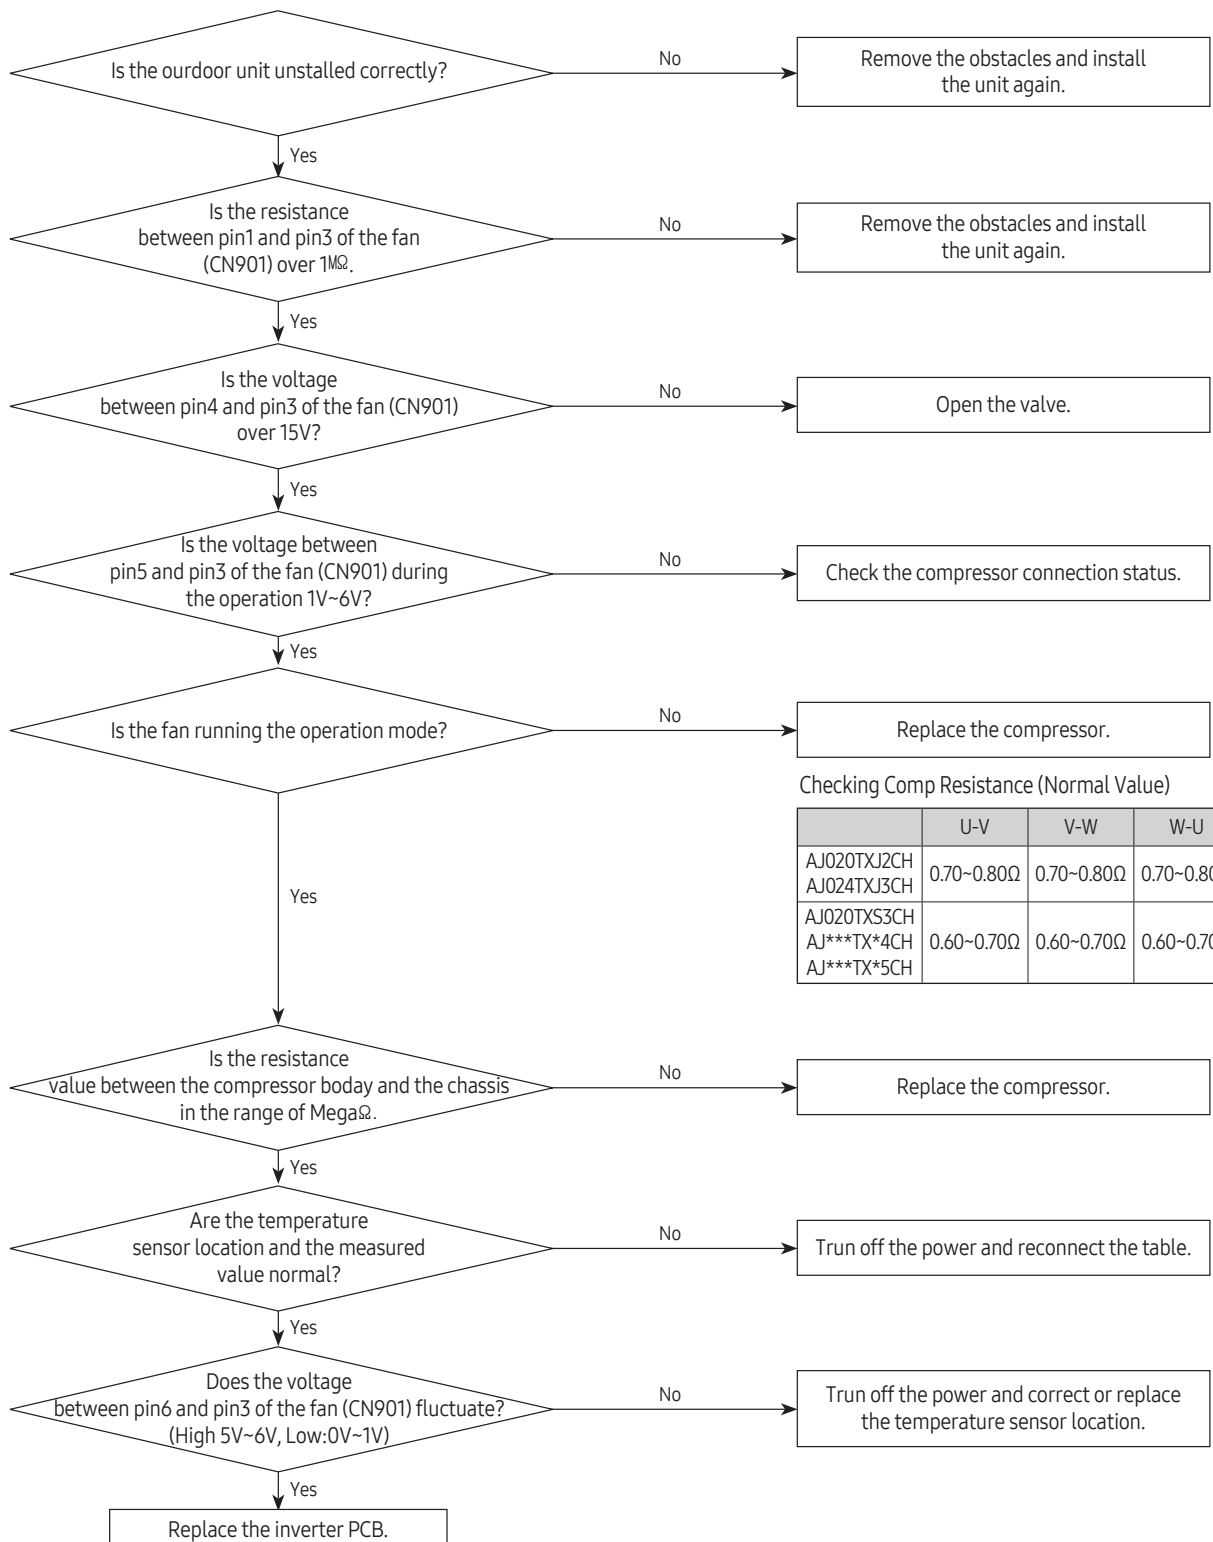 Is the ourdoor unit unstalled correctly?
No
Remove the obstacles and install
the unit again.
Yes
Is the resistance
between pin1 and pin3 of the fan
(CN901) over 1㏁.
No
Remove the obstacles and install
the unit again.
Yes
Is the voltage
between pin4 and pin3 of the fan (CN901)
over 15V?
No
Open the valve.
Yes
Is the voltage between
pin5 and pin3 of the fan (CN901) during
the operation 1V~6V?
No
Check the compressor connection status.
Yes
Is the fan running the operation mode?
No
Replace the compressor.
Checking Comp Resistance (Normal Value)
U-V V-W W-U
AJ020TXJ2CH
AJ024TXJ3CH
0.70~0.80Ω 0.70~0.80Ω 0.70~0.80
AJ020TXS3CH
AJ***TX*4CH
AJ***TX*5CH
0.60~0.70Ω 0.60~0.70Ω 0.60~0.70
Yes
Is the resistance
value between the compressor boday and the chassis
in the range of MegaΩ.
No
Replace the compressor.
Yes
Are the temperature
sensor location and the measured
value normal?
No
Trun off the power and reconnect the table.
Yes
Does the voltage
between pin6 and pin3 of the fan (CN901) fluctuate?
(High 5V~6V, Low:0V~1V)
No
Trun off the power and correct or replace
the temperature sensor location.
Yes
Replace the inverter PCB.